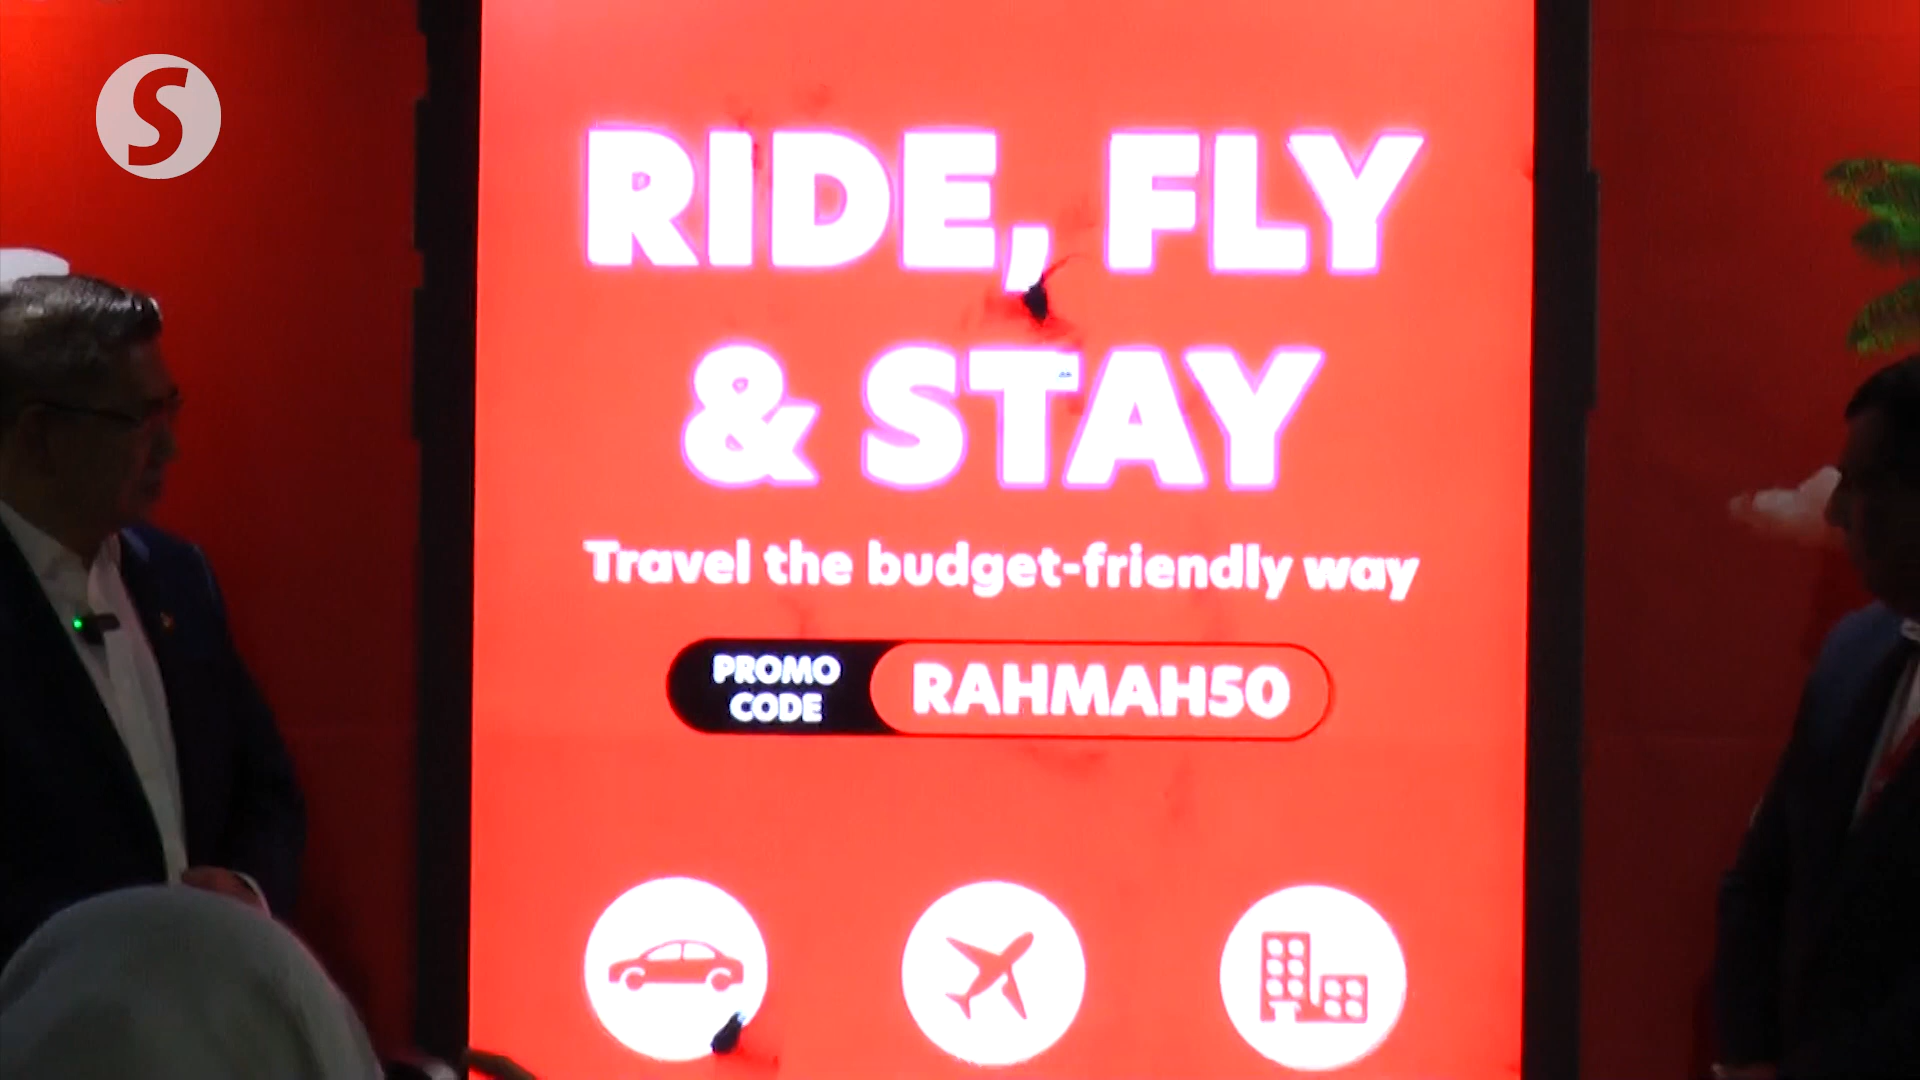 S
RIDE, FLY
& STAY
Travel the budget-friendly way
PROMO
CODE
RAHMAH50